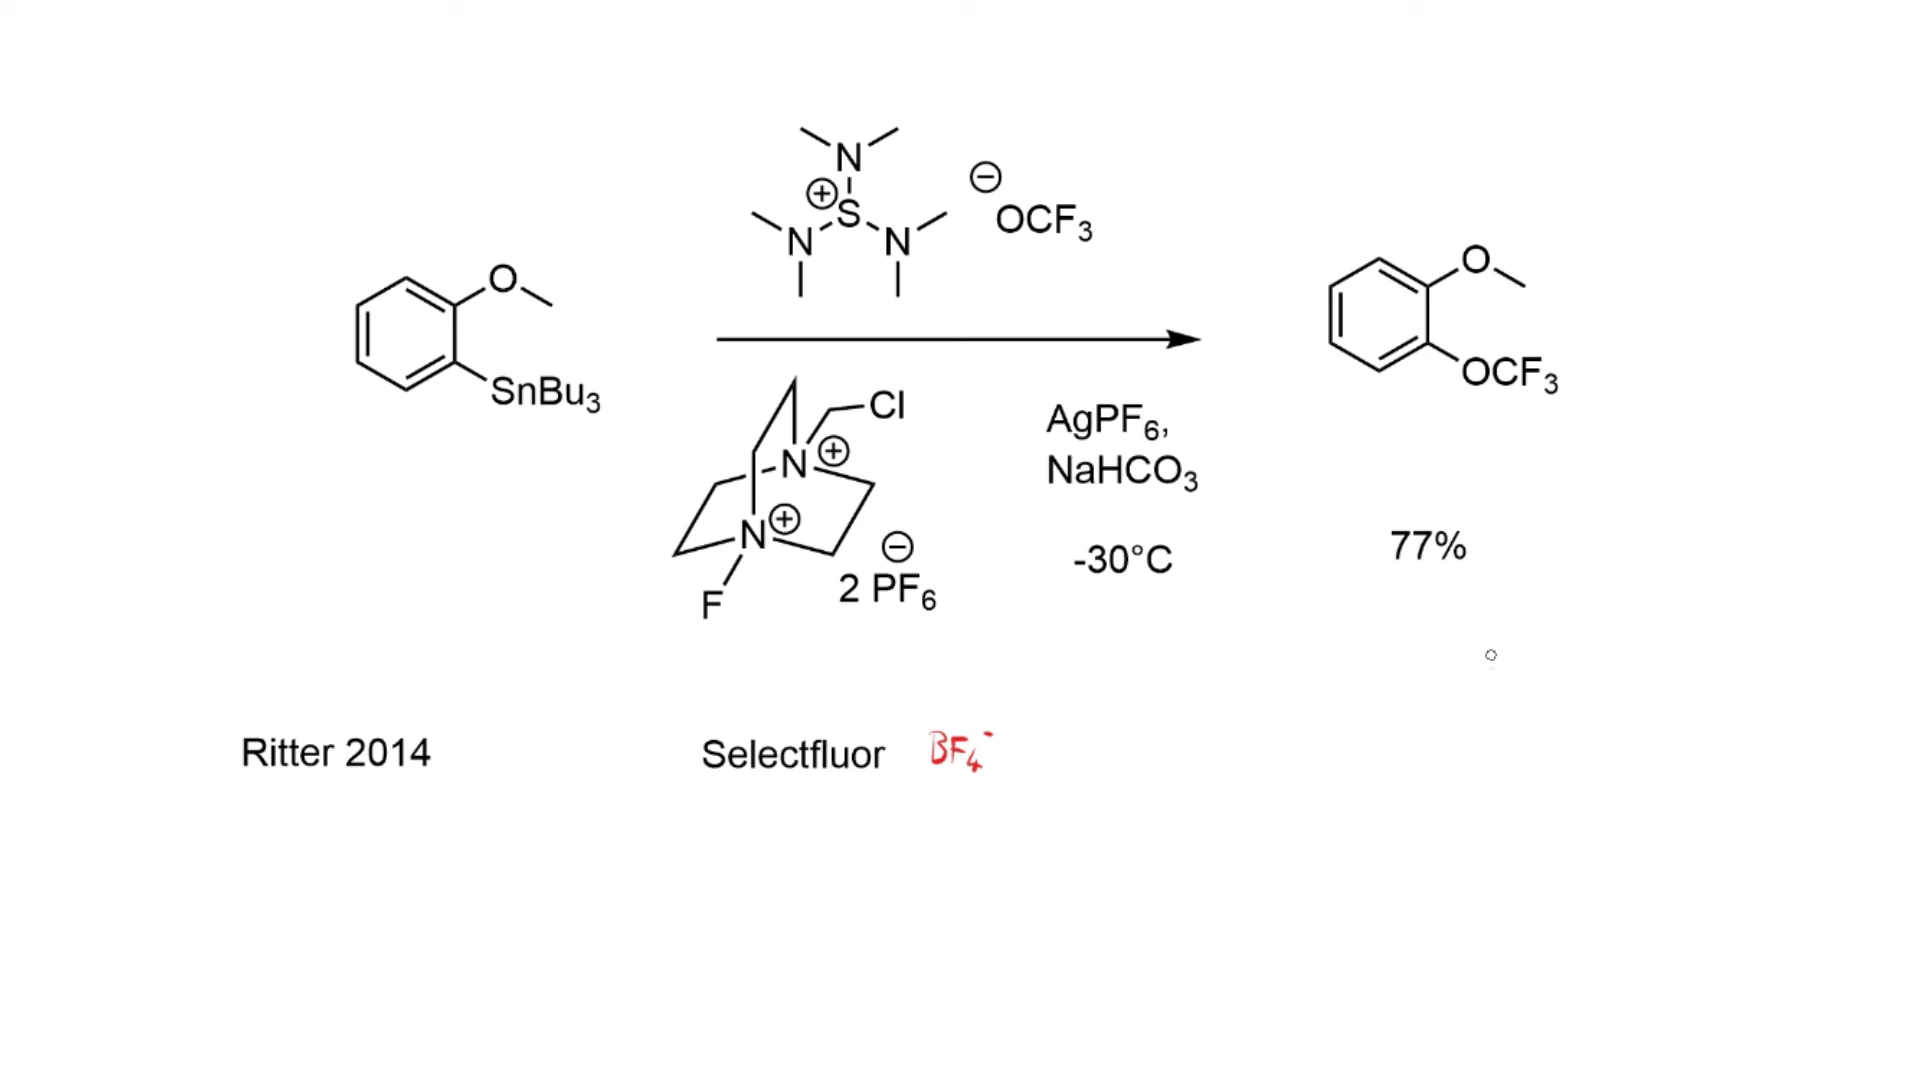 N
⊕
S
N
N
⊖
OCF₃
O
SnBu₃
O
OCF₃
Cl
N ⊕
N ⊕
F
⊖
2 PF₆
AgPF₆,
NaHCO₃
-30°C
77%
Ritter 2014
Selectfluor BF₄⁻